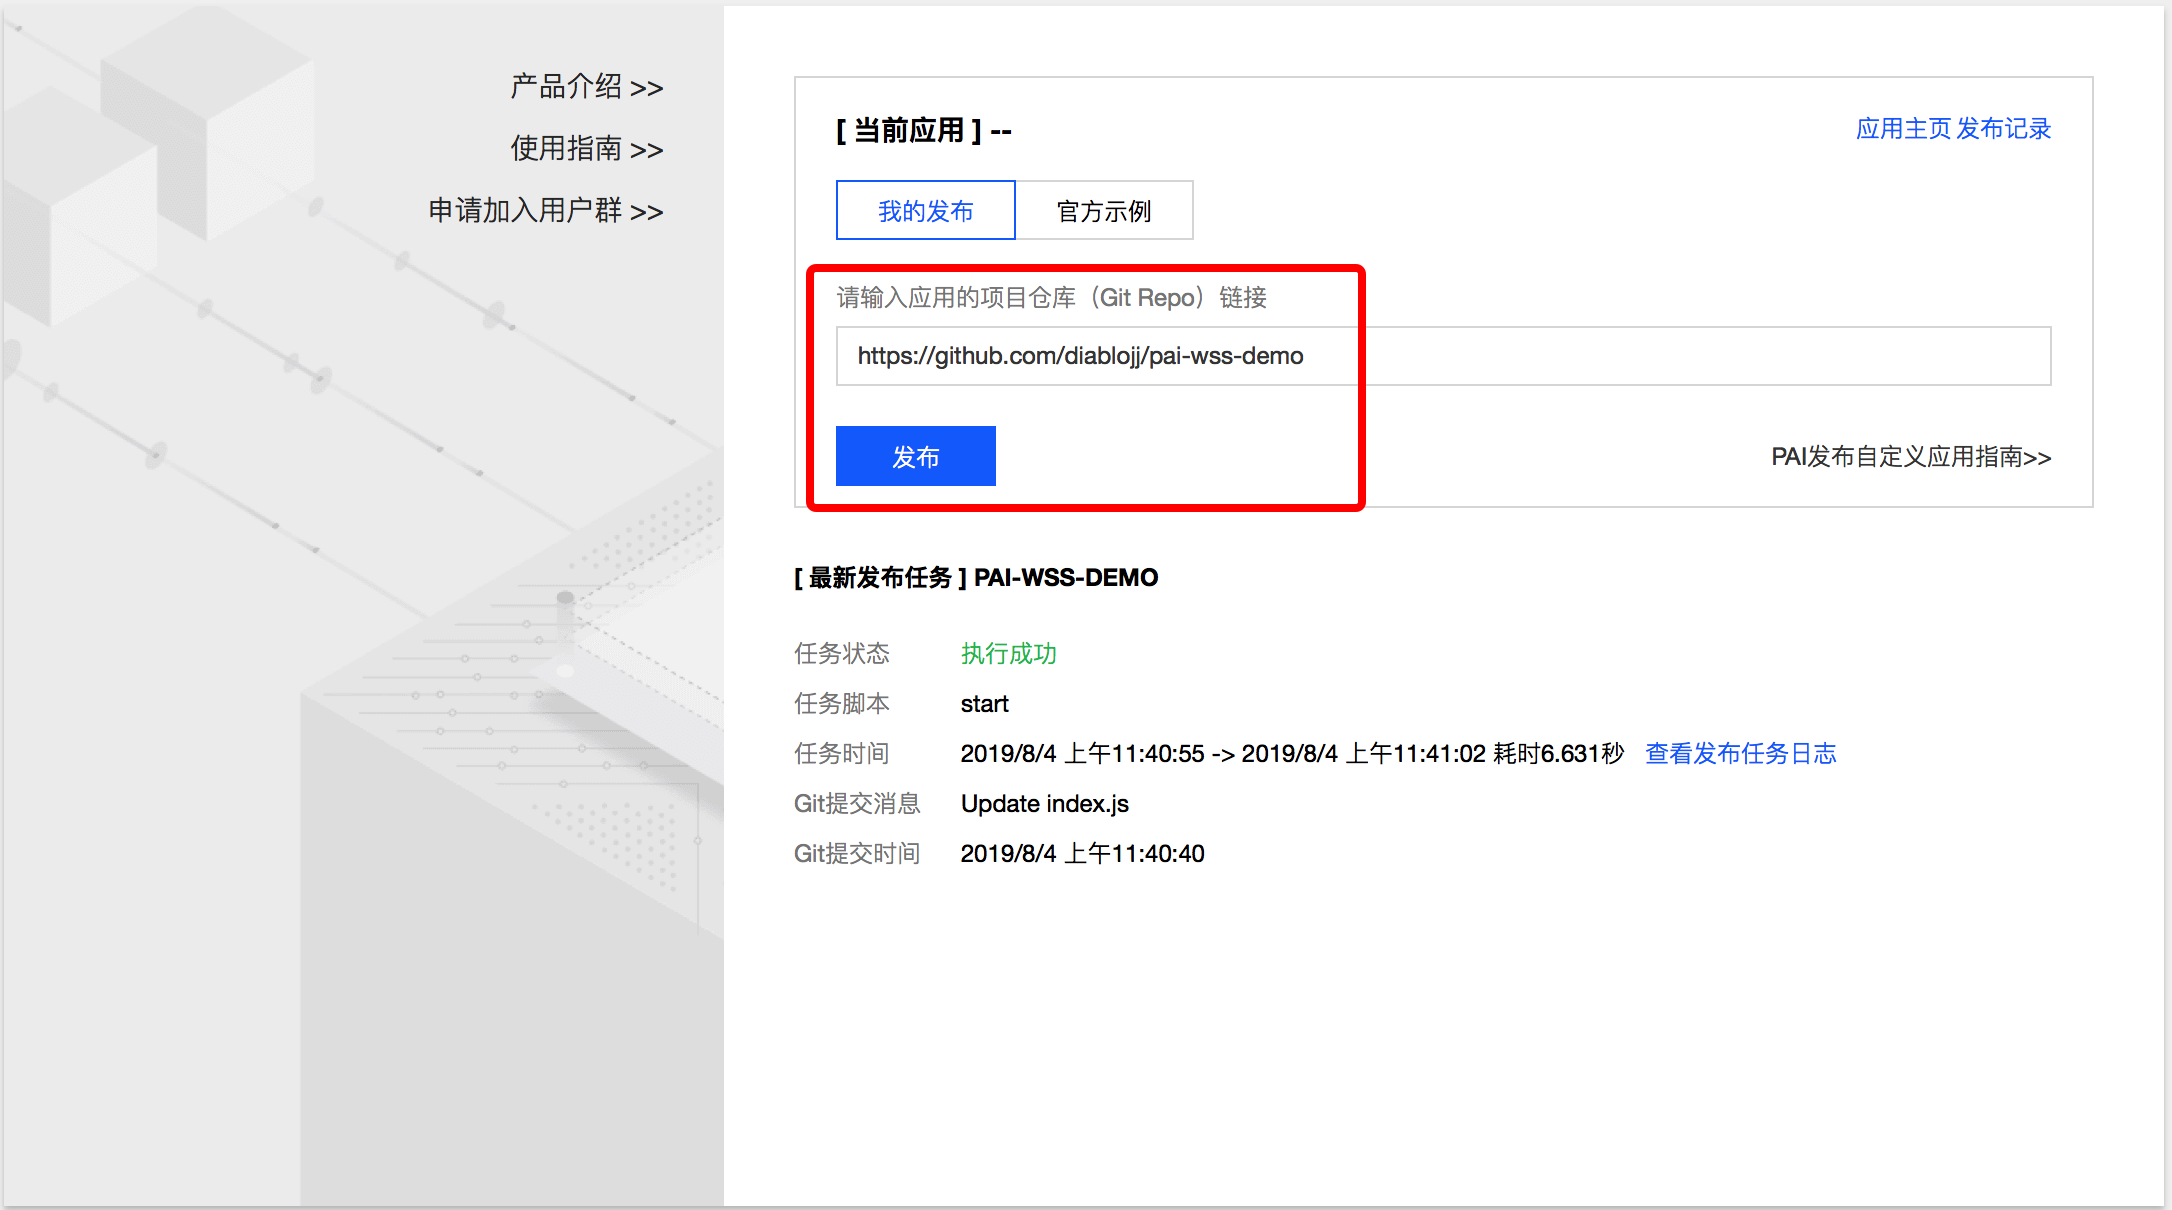 产品介绍 >>
使用指南 >>
申请加入用户群 >>
[ 当前应用 ] --
应用主页 发布记录
我的发布
官方示例
请输入应用的项目仓库（Git Repo）链接
https://github.com/diablojj/pai-wss-demo
发布
PAI发布自定义应用指南>>
[ 最新发布任务 ] PAI-WSS-DEMO
任务状态 执行成功
任务脚本 start
任务时间 2019/8/4 上午11:40:55 -> 2019/8/4 上午11:41:02 耗时6.631秒 查看发布任务日志
Git提交消息 Update index.js
Git提交时间 2019/8/4 上午11:40:40